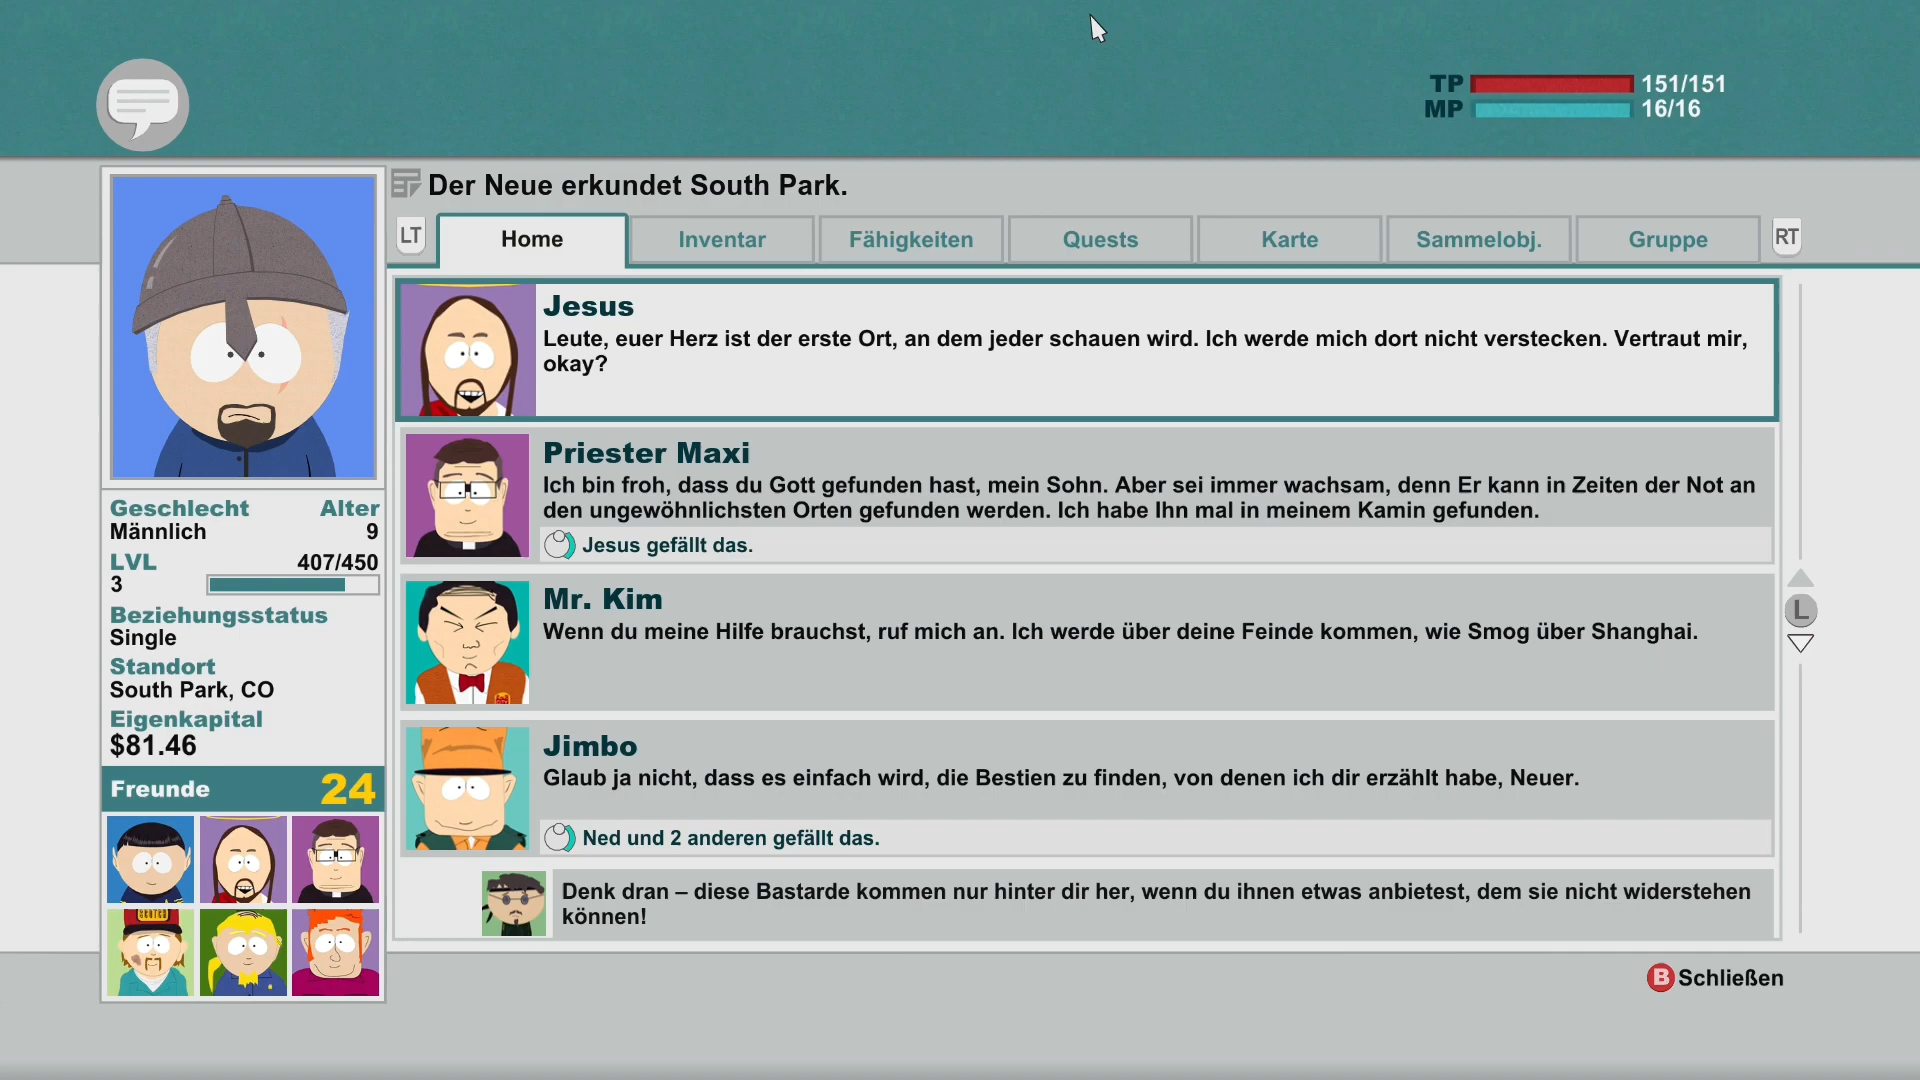 TP 151/151
MP 16/16
Der Neue erkundet South Park.
LT Home Inventar Fähigkeiten Quests Karte Sammelobj. Gruppe RT
Jesus
Leute, euer Herz ist der erste Ort, an dem jeder schauen wird. Ich werde mich dort nicht verstecken. Vertraut mir,
okay?
Priester Maxi
Ich bin froh, dass du Gott gefunden hast, mein Sohn. Aber sei immer wachsam, denn Er kann in Zeiten der Not an
den ungewöhnlichsten Orten gefunden werden. Ich habe Ihn mal in meinem Kamin gefunden.
Jesus gefällt das.
Mr. Kim
Wenn du meine Hilfe brauchst, ruf mich an. Ich werde über deine Feinde kommen, wie Smog über Shanghai.
Jimbo
Glaub ja nicht, dass es einfach wird, die Bestien zu finden, von denen ich dir erzählt habe, Neuer.
Ned und 2 anderen gefällt das.
Denk dran – diese Bastarde kommen nur hinter dir her, wenn du ihnen etwas anbietest, dem sie nicht widerstehen
können!
L
Geschlecht Alter
Männlich 9
LVL 407/450
3
Beziehungsstatus
Single
Standort
South Park, CO
Eigenkapital
$81.46
Freunde 24
B Schließen